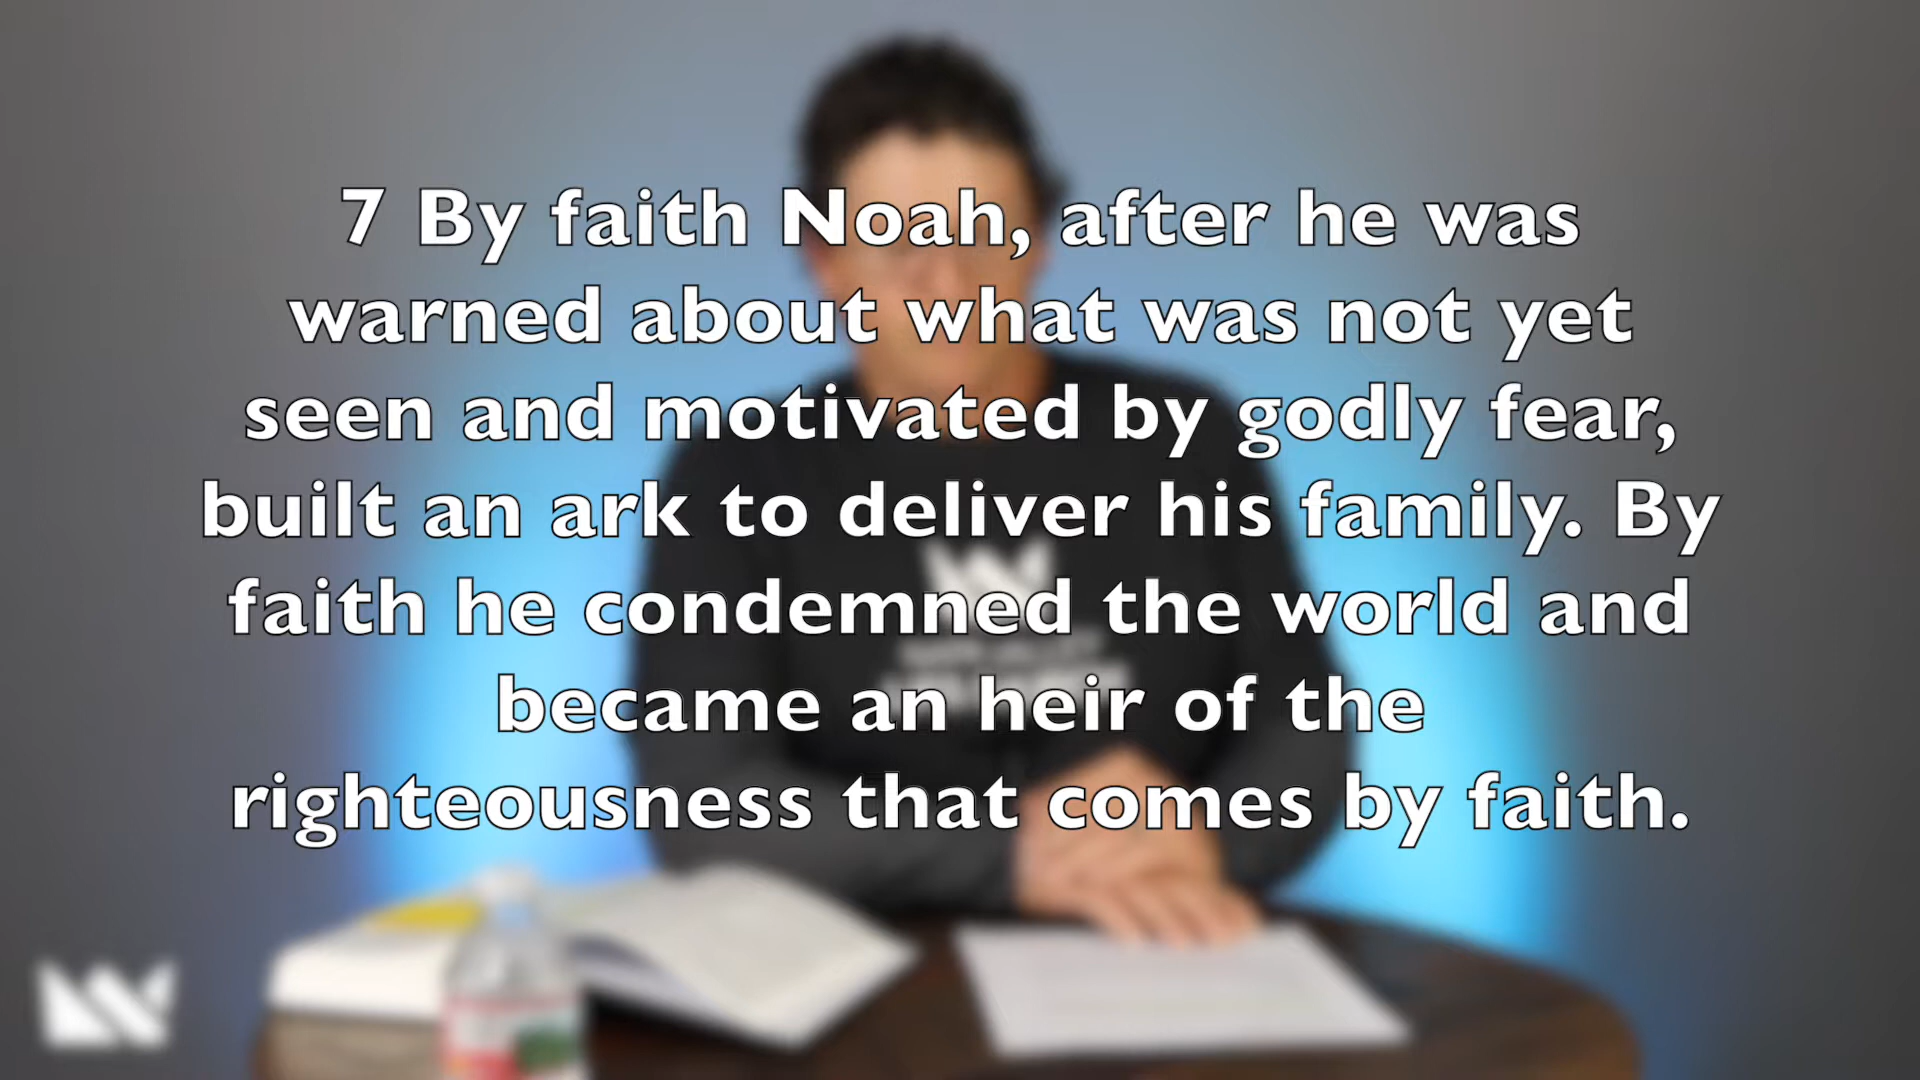 7 By faith Noah, after he was
warned about what was not yet
seen and motivated by godly fear,
built an ark to deliver his family. By
faith he condemned the world and
became an heir of the
righteousness that comes by faith.